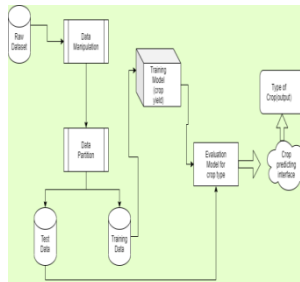 Raw
Dataset
Data
Manipulation
Training
Model
(crop
yield)
Type of
Crop(output)
Data
Partition
Evaluation
Model for
crop type
Crop
predicting
interface
Test
Data
Training
Data